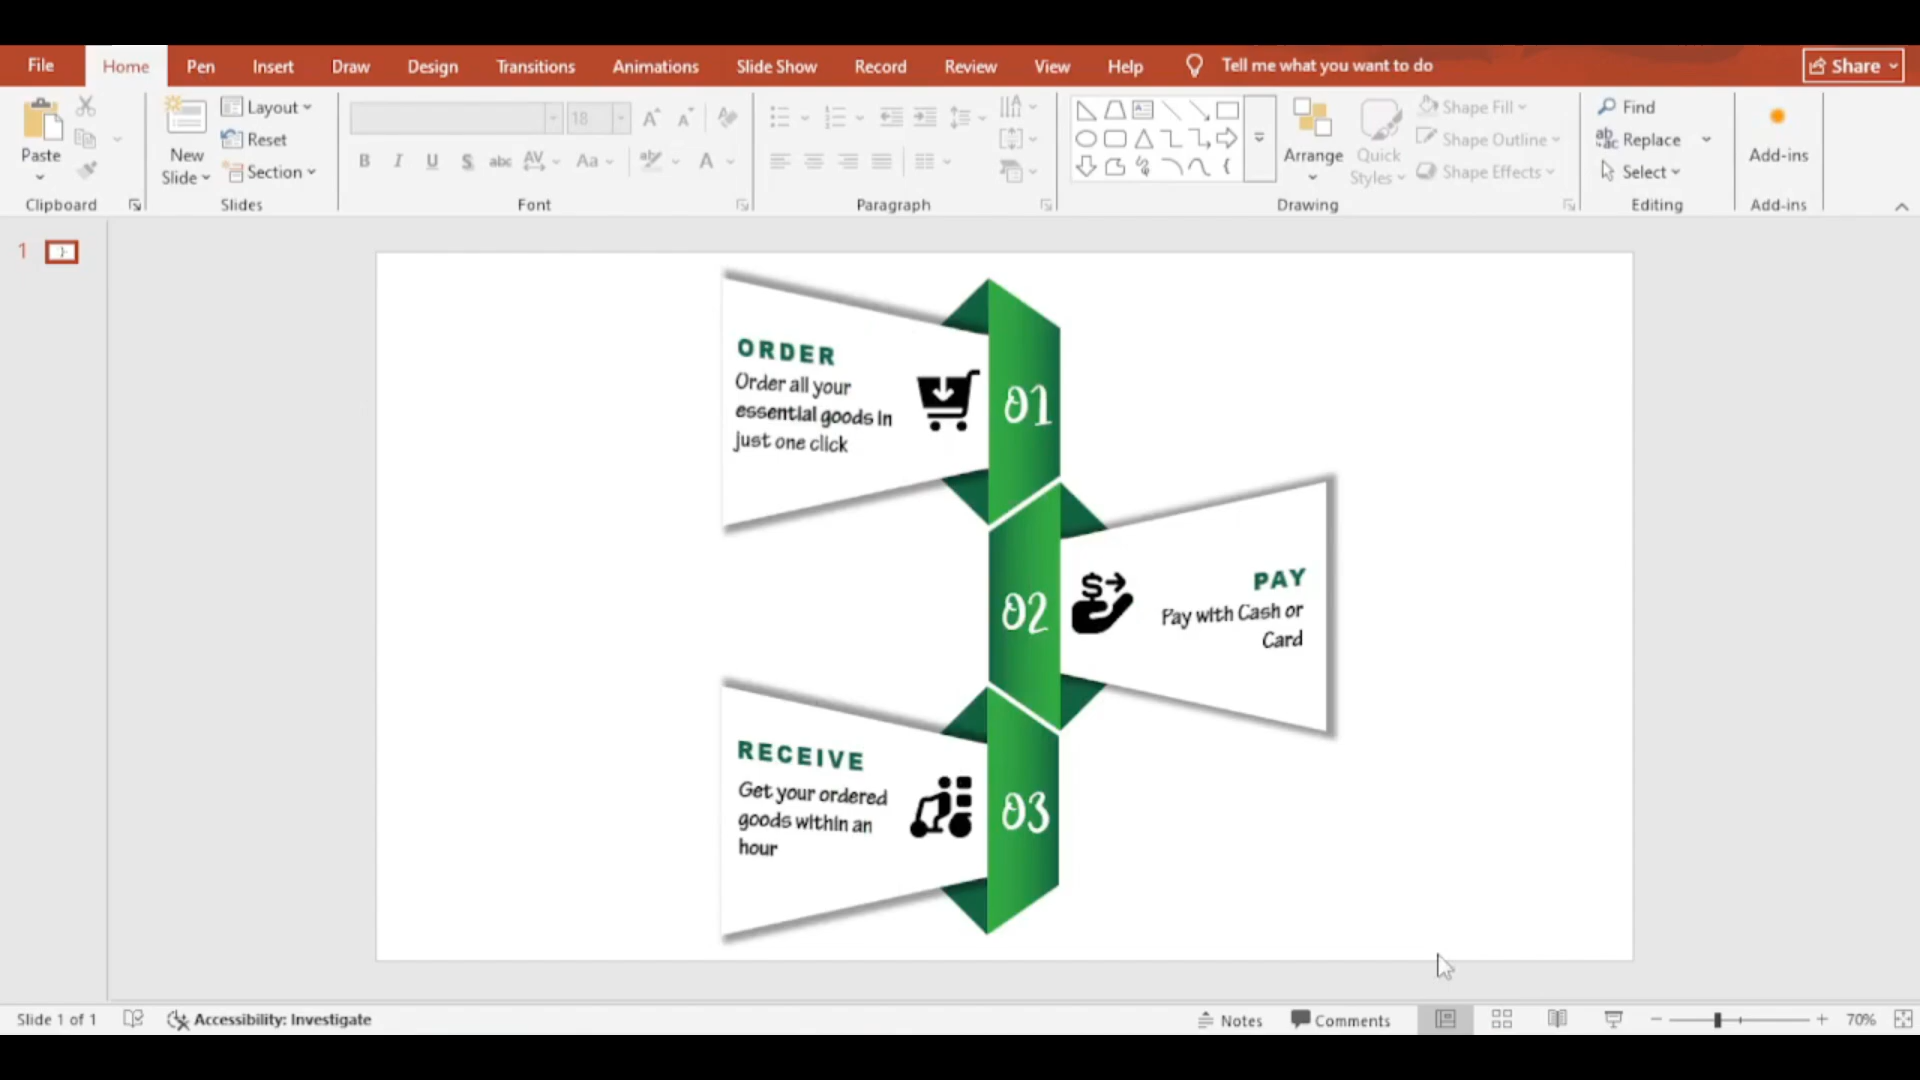 File Home Pen Insert Draw Design Transitions Animations Slide Show Record Review View Help Tell me what you want to do Share
Paste
New
Slide
Layout
Reset
Section
18
B I U S abc AV Aa A
Arrange
Quick
Styles
Shape Fill
Shape Outline
Shape Effects
Find
Replace
Select
Add-ins
Clipboard Slides Font Paragraph Drawing Editing Add-ins
1
ORDER
Order all your
essential goods in
just one click
01
02
PAY
Pay with Cash or
Card
RECEIVE
Get your ordered
goods within an
hour
03
Slide 1 of 1 Accessibility: Investigate Notes Comments 70%